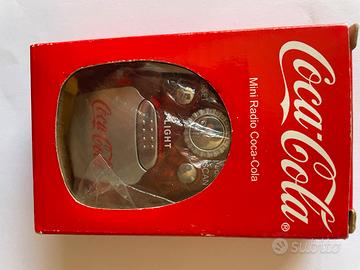 Coca-Cola
®
Mini Radio Coca-Cola
Coca-Cola
LIGHT
SCAN
subito